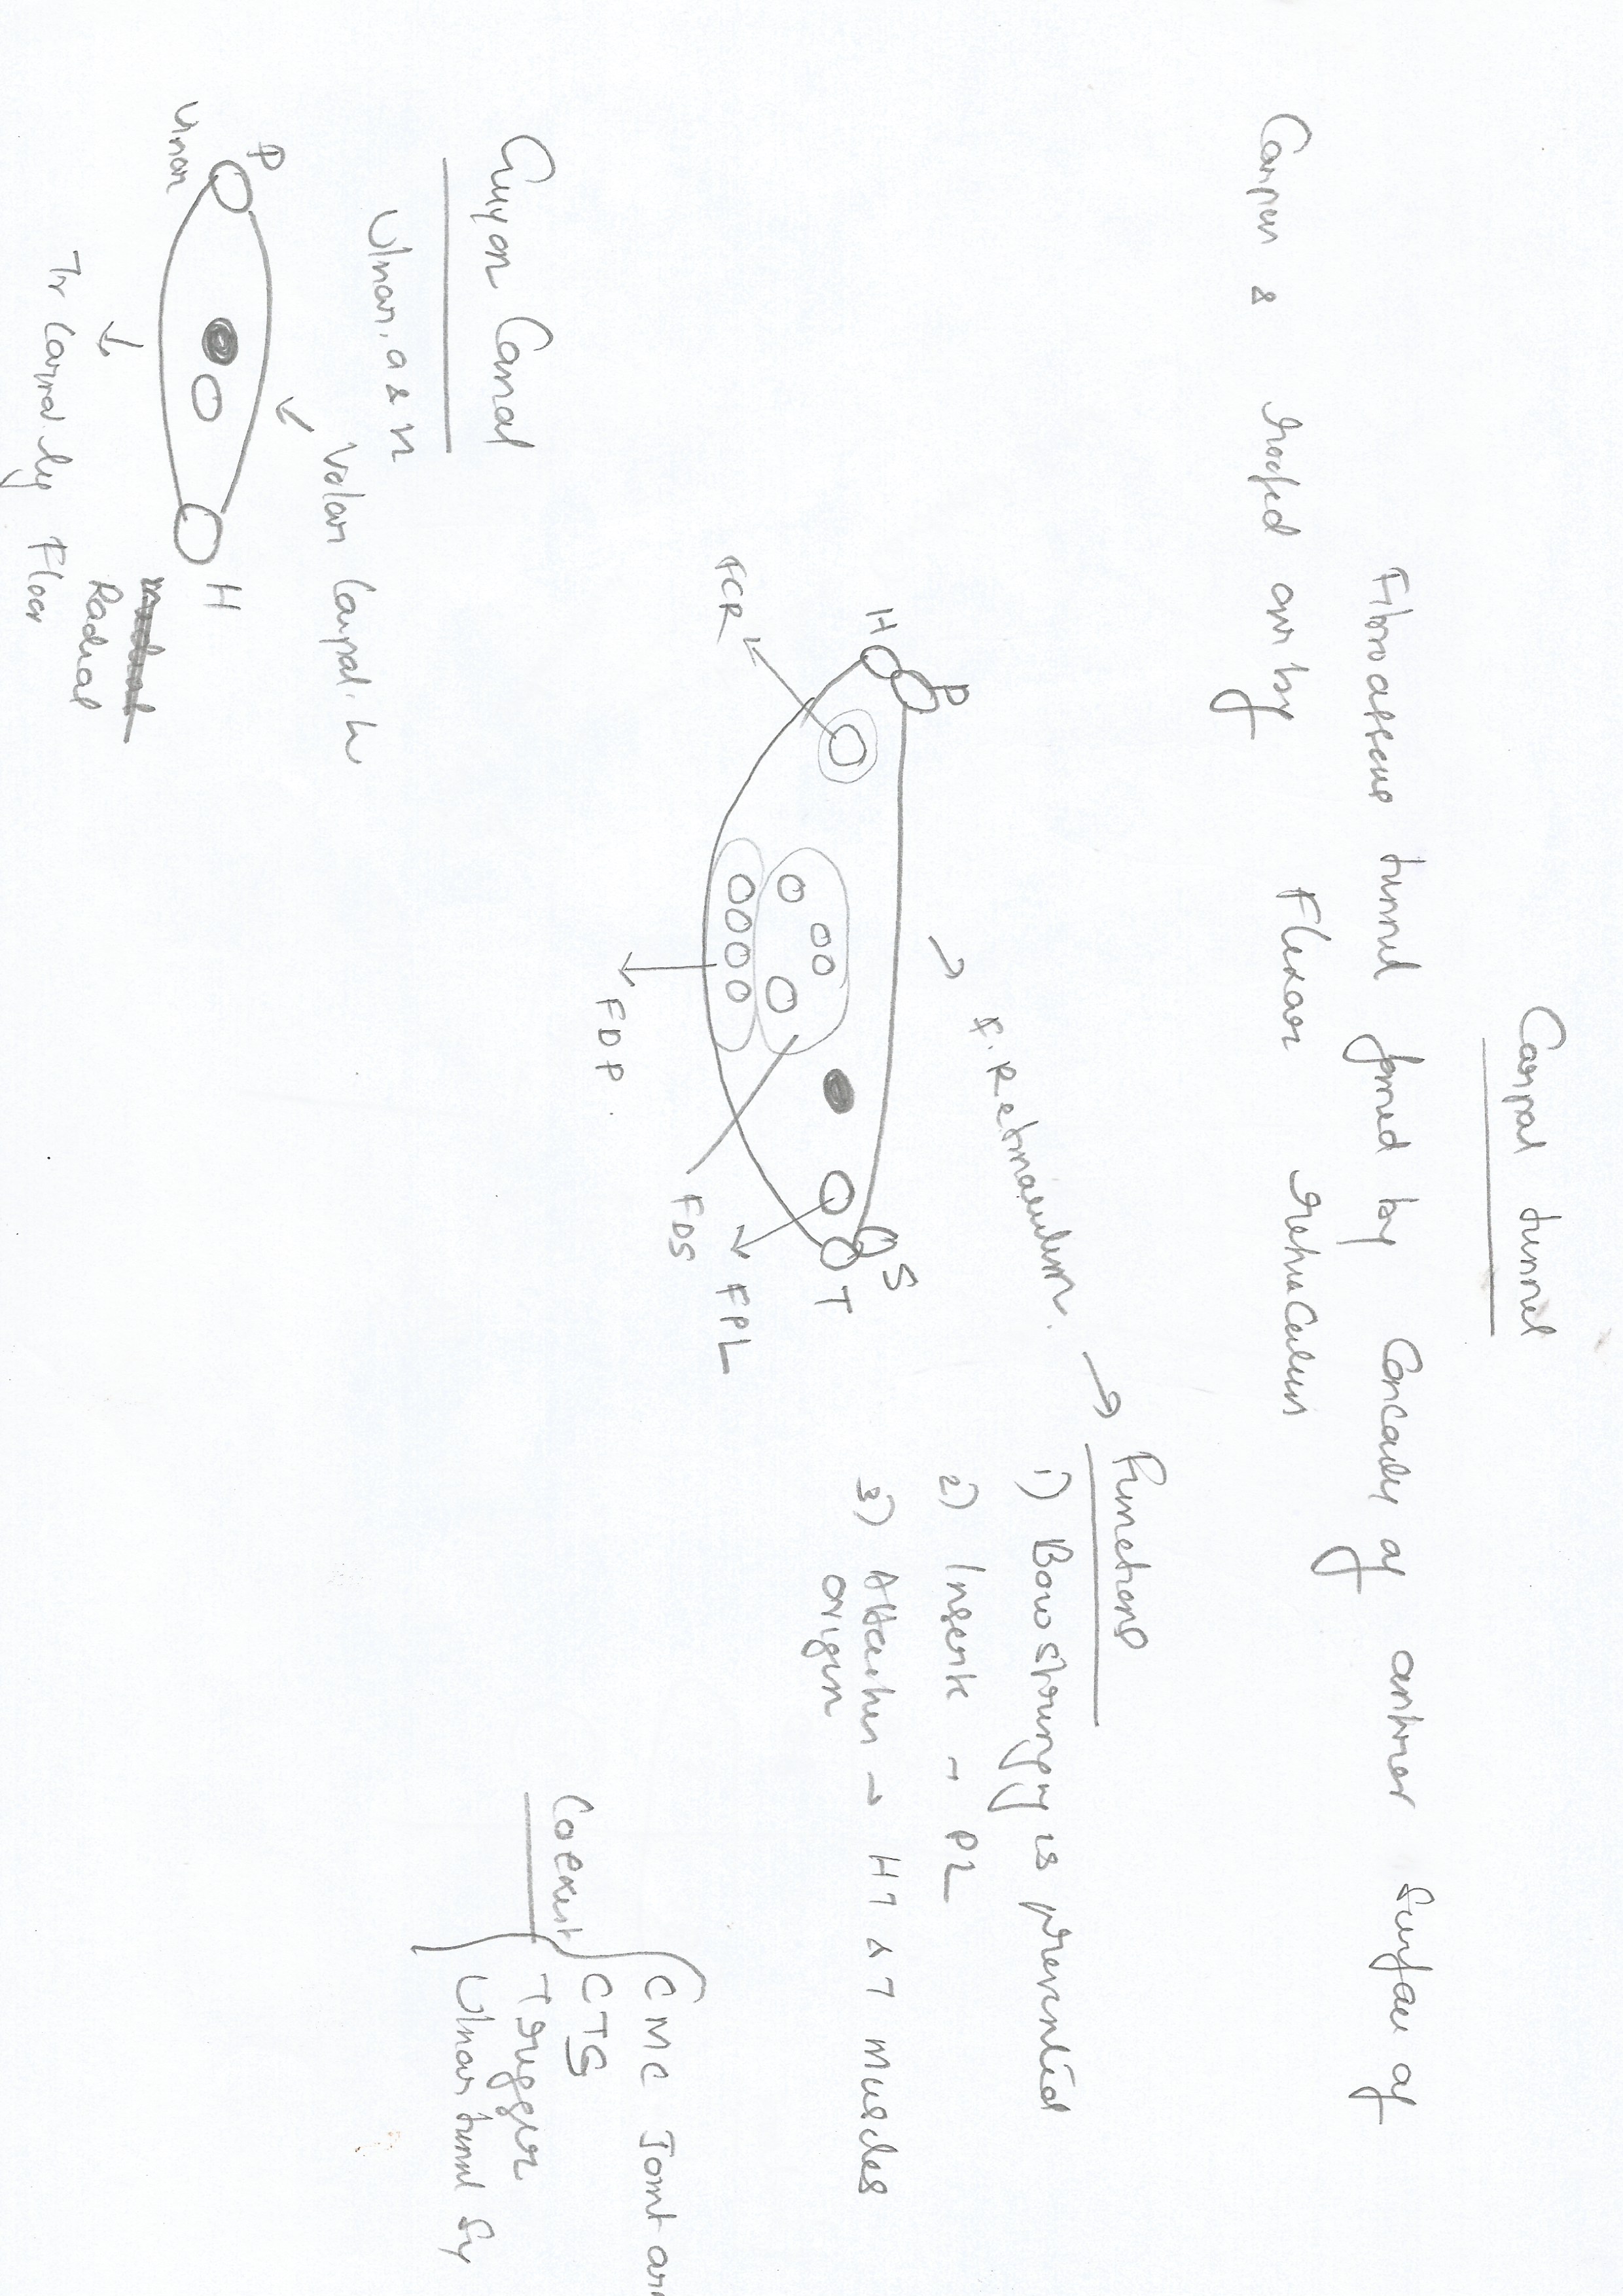 Carpal tunnel
Fibroosseous tunnel formed by Concavity of anterior Surface of
Carpus & roofed over by Flexor retinaculum
Functions
1) Bow stringing is prevented
2) Inserts → PL
3) Attaches → HT & T muscles
origin
F. Retinaculum
P
H
S
T
FCR
FPL
FDS
FDP
Coexist
CMC Joint ar
CTS
Trigger
Ulnar tunnel Sy
Guyon Canal
Ulnar. a & n
Volar Carpal. L
P
H
Ulnar
Radial
Tr Carpal. lig Floor